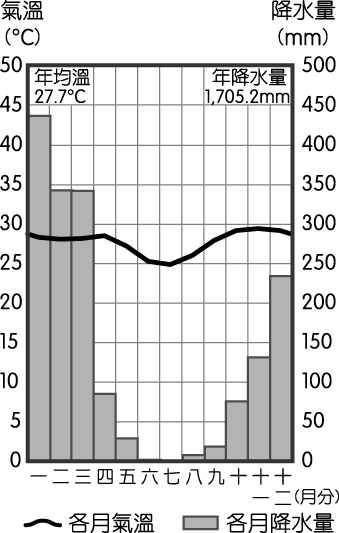 氣溫 降水量
(℃) (mm)
年均溫 年降水量
27.7℃ 1,705.2mm
50 500
45 450
40 400
35 350
30 300
25 250
20 200
15 150
10 100
5 50
0 0
一 二 三 四 五 六 七 八 九 十 十一 十二 (月分)
各月氣溫 各月降水量